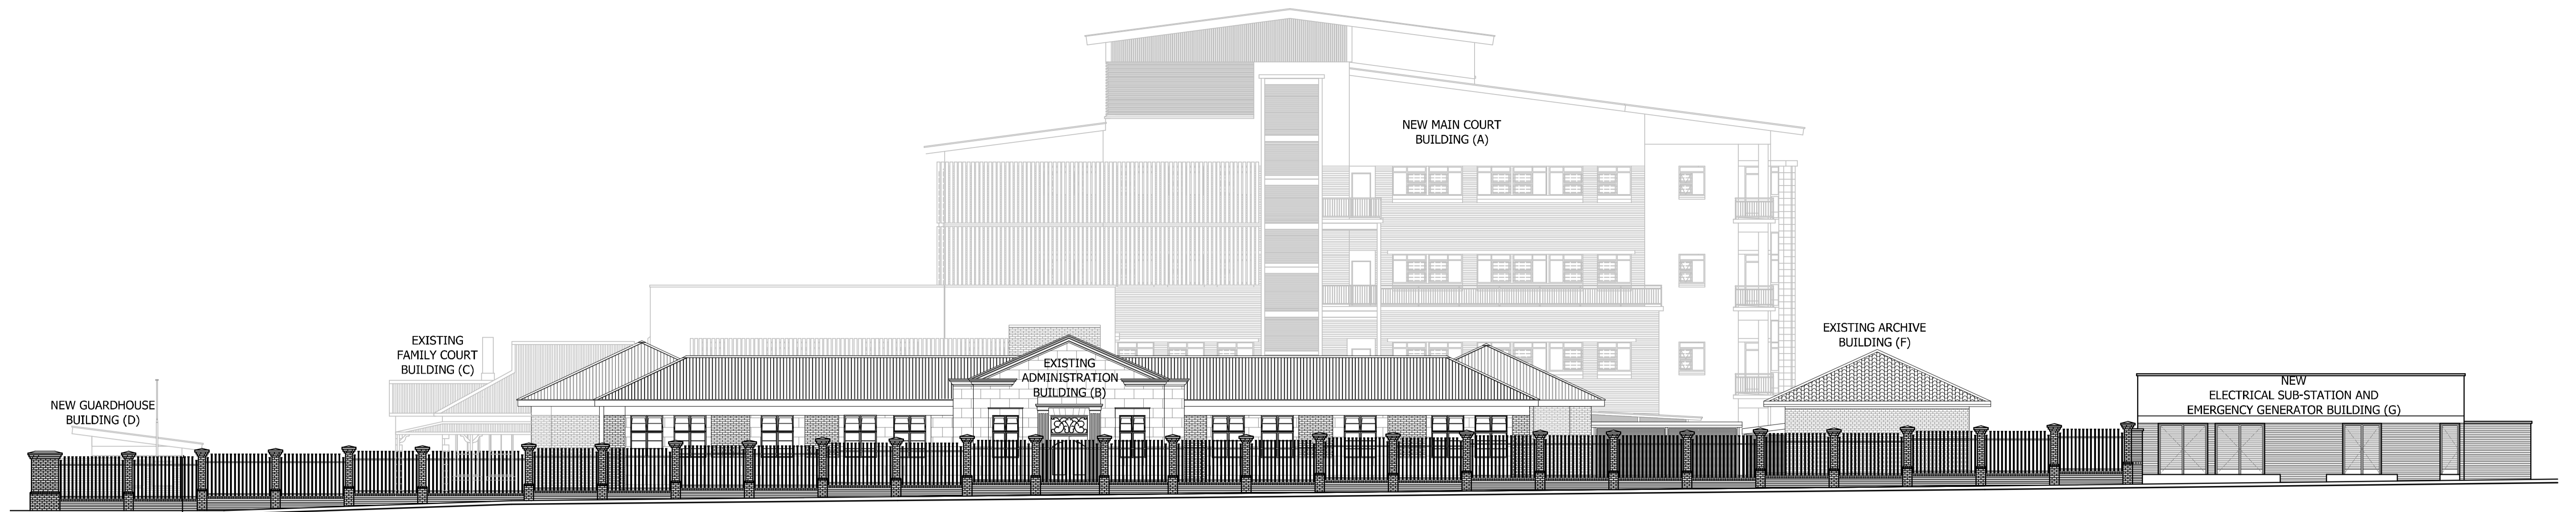 NEW MAIN COURT
BUILDING (A)
EXISTING
FAMILY COURT
BUILDING (C)
NEW GUARDHOUSE
BUILDING (D)
EXISTING
ADMINISTRATION
BUILDING (B)
EXISTING ARCHIVE
BUILDING (F)
NEW
ELECTRICAL SUB-STATION AND
EMERGENCY GENERATOR BUILDING (G)